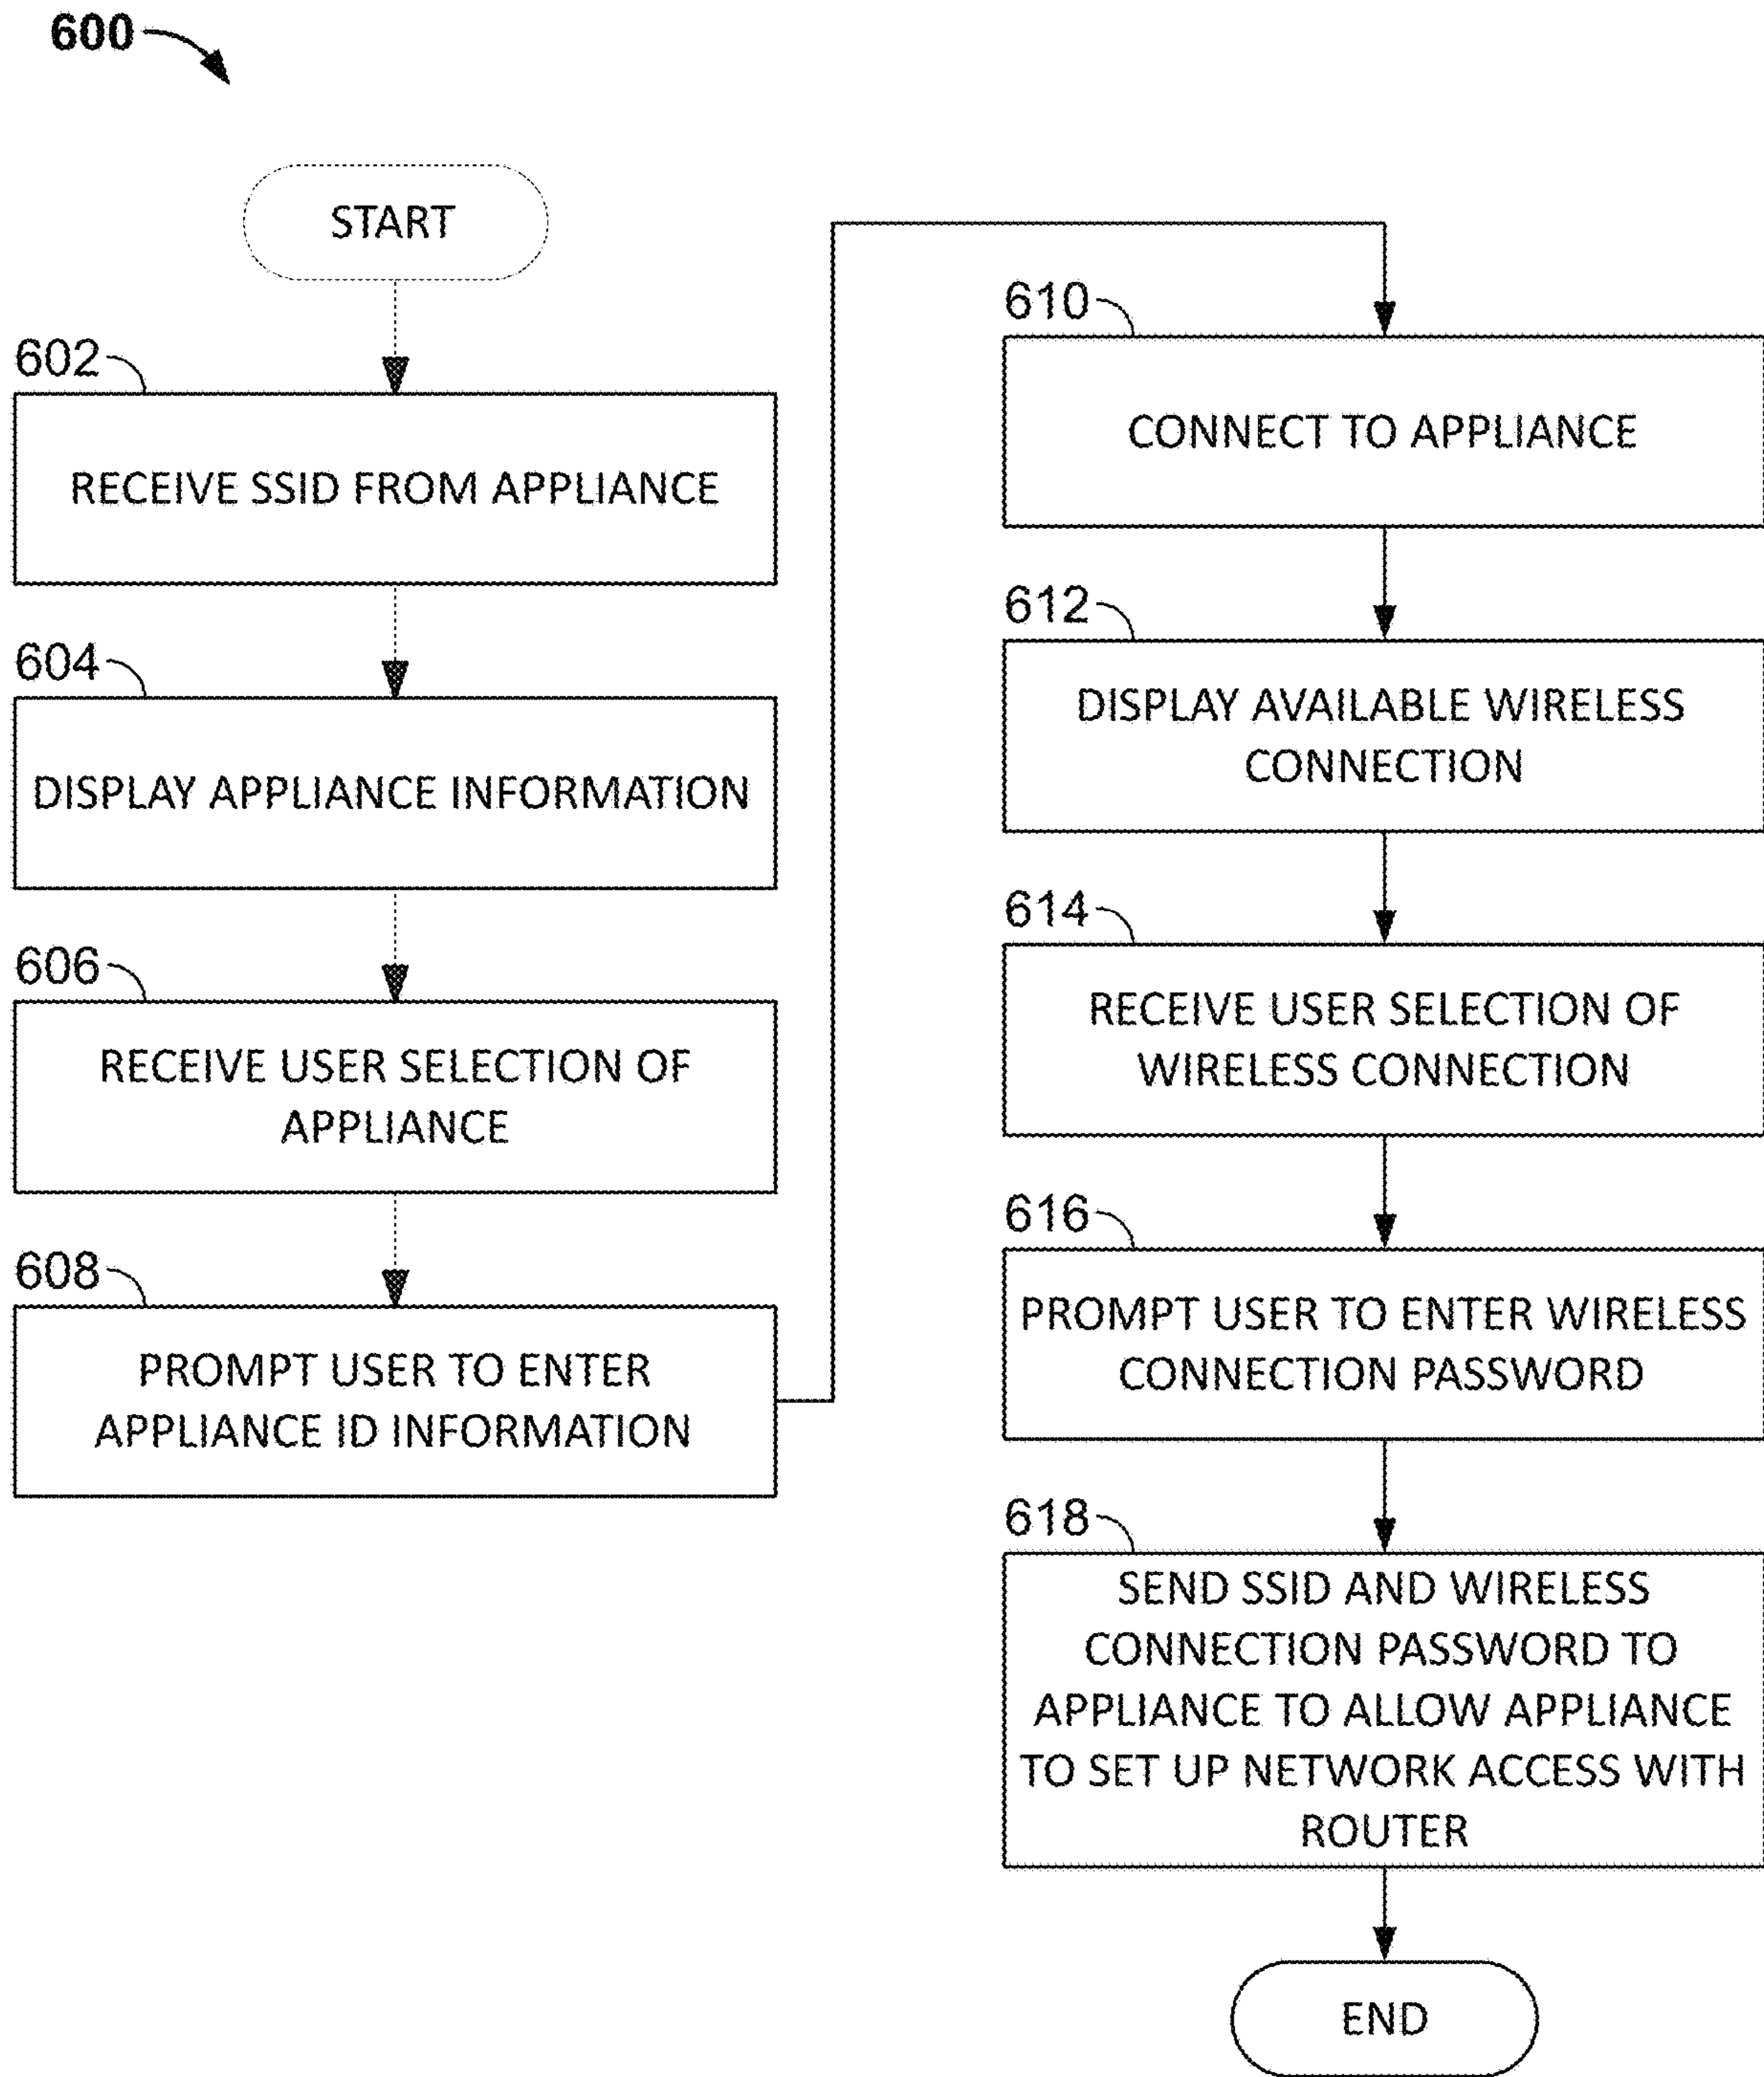 600
START
602
RECEIVE SSID FROM APPLIANCE
604
DISPLAY APPLIANCE INFORMATION
606
RECEIVE USER SELECTION OF
APPLIANCE
608
PROMPT USER TO ENTER
APPLIANCE ID INFORMATION
610
CONNECT TO APPLIANCE
612
DISPLAY AVAILABLE WIRELESS
CONNECTION
614
RECEIVE USER SELECTION OF
WIRELESS CONNECTION
616
PROMPT USER TO ENTER WIRELESS
CONNECTION PASSWORD
618
SEND SSID AND WIRELESS
CONNECTION PASSWORD TO
APPLIANCE TO ALLOW APPLIANCE
TO SET UP NETWORK ACCESS WITH
ROUTER
END